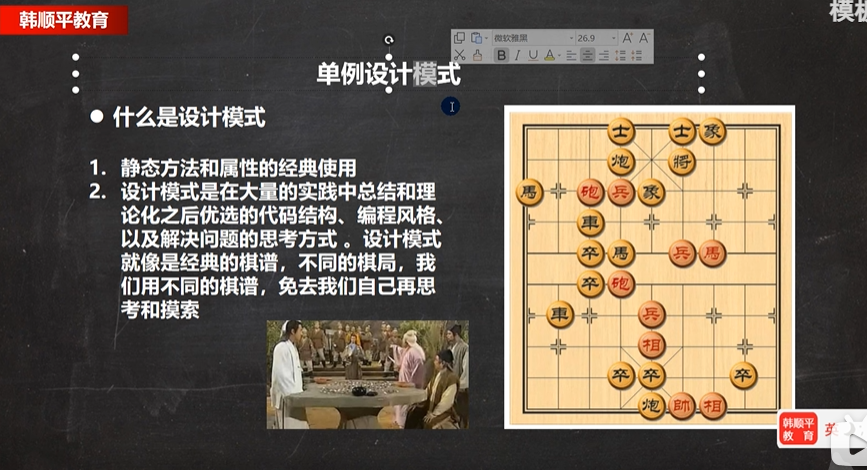 韩顺平教育
模板
微软雅黑
26.9
A A
B I U A
单例设计模式
什么是设计模式
1. 静态方法和属性的经典使用
2. 设计模式是在大量的实践中总结和理
论化之后优选的代码结构、编程风格、
以及解决问题的思考方式 。设计模式
就像是经典的棋谱，不同的棋局，我
们用不同的棋谱，免去我们自己再思
考和摸索
士 士 象
炮 將
馬 砲 兵 象
車
卒 馬 兵 馬
卒 砲
車 兵
相
卒 卒 卒
炮 帥 相
韩顺平
教 育
英